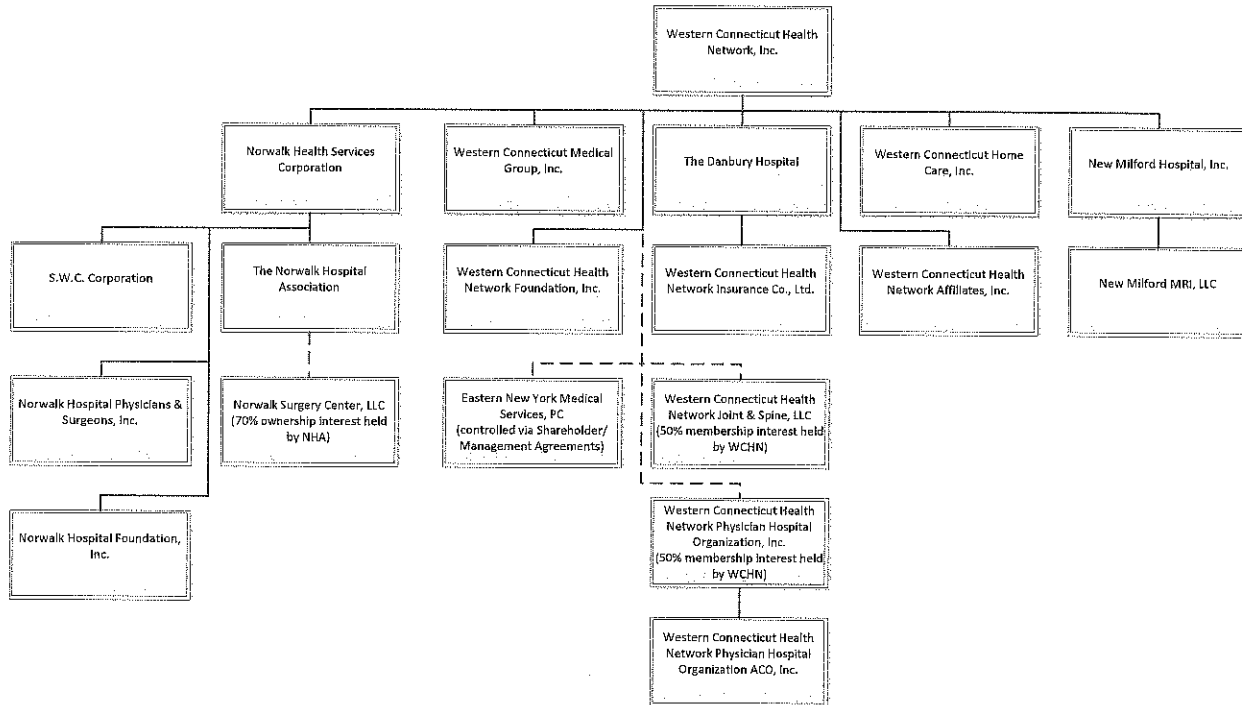 Western Connecticut Health
Network, Inc.
Norwalk Health Services
Corporation
Western Connecticut Medical
Group, Inc.
The Danbury Hospital
Western Connecticut Home
Care, Inc.
New Milford Hospital, Inc.
S.W.C. Corporation
The Norwalk Hospital
Association
Western Connecticut Health
Network Foundation, Inc.
Western Connecticut Health
Network Insurance Co., Ltd.
Western Connecticut Health
Network Affiliates, Inc.
New Milford MRI, LLC
Norwalk Hospital Physicians &
Surgeons, Inc.
Norwalk Surgery Center, LLC
(70% ownership interest held
by NHA)
Eastern New York Medical
Services, PC
(controlled via Shareholder/
Management Agreements)
Western Connecticut Health
Network Joint & Spine, LLC
(50% membership interest held
by WCHN)
Norwalk Hospital Foundation,
Inc.
Western Connecticut Health
Network Physician Hospital
Organization, Inc.
(50% membership interest held
by WCHN)
Western Connecticut Health
Network Physician Hospital
Organization ACO, Inc.